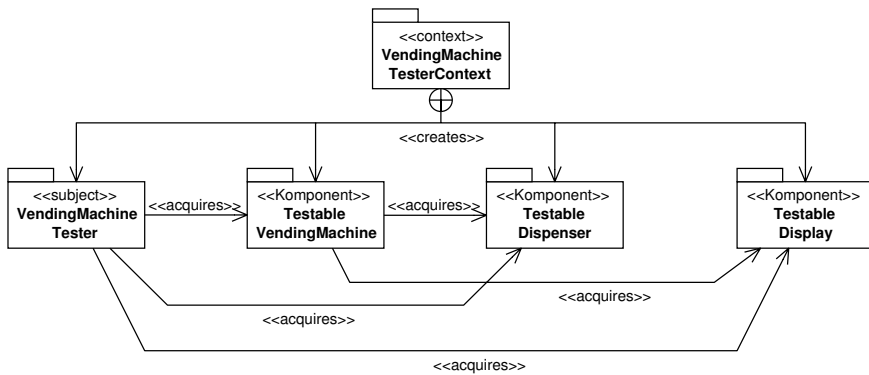 <<context>>
VendingMachine
TesterContext
<<creates>>
<<subject>>
VendingMachine
Tester
<<acquires>>
<<Komponent>>
Testable
VendingMachine
<<acquires>>
<<Komponent>>
Testable
Dispenser
<<Komponent>>
Testable
Display
<<acquires>>
<<acquires>>
<<acquires>>